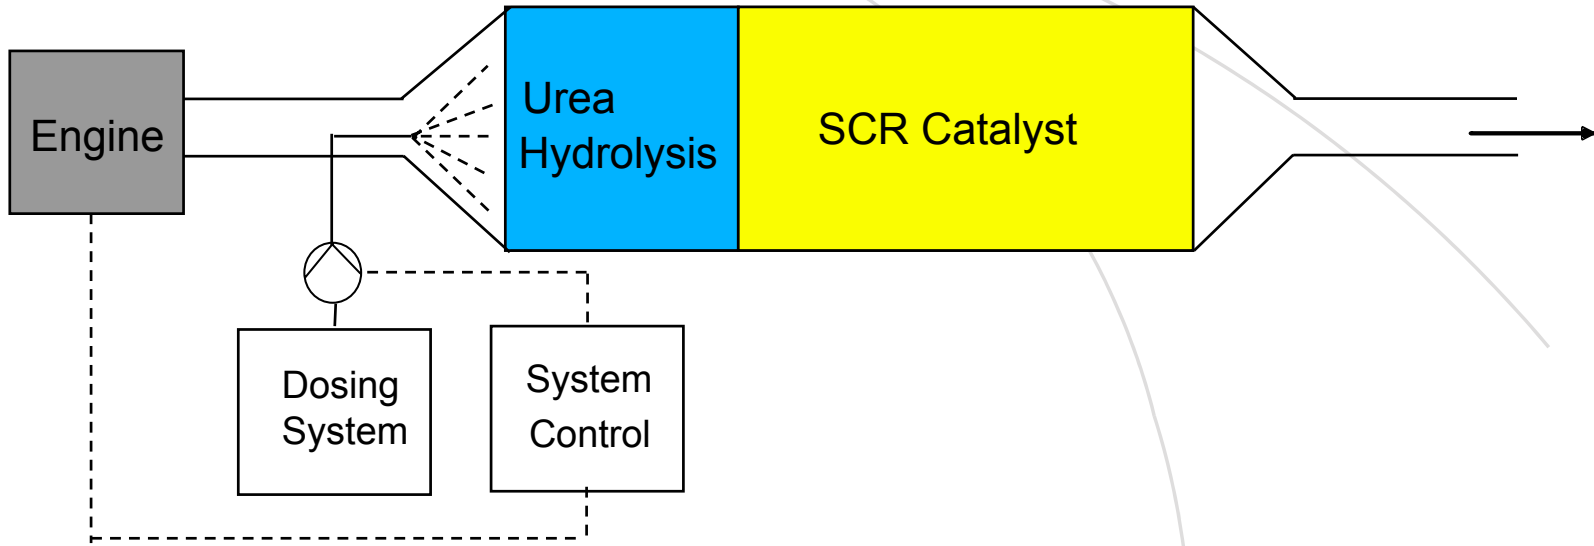 Engine
Urea
Hydrolysis
SCR Catalyst
Dosing
System
System
Control